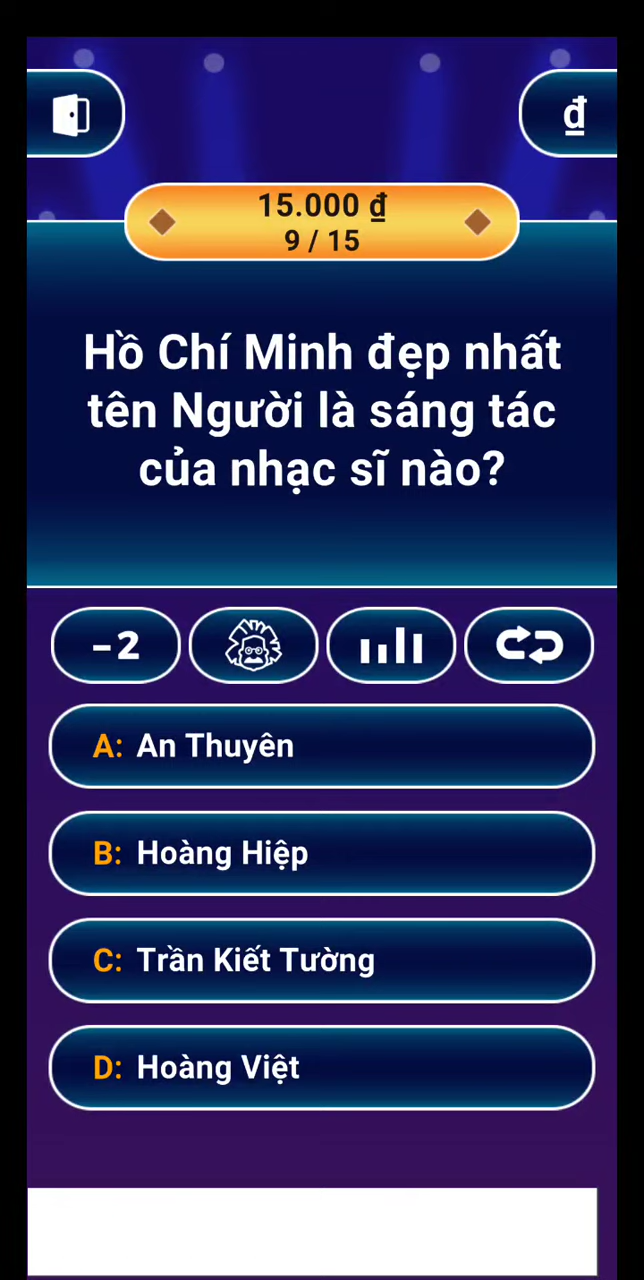 ₫
15.000 ₫
9 / 15
Hồ Chí Minh đẹp nhất
tên Người là sáng tác
của nhạc sĩ nào?
−2
A: An Thuyên
B: Hoàng Hiệp
C: Trần Kiết Tường
D: Hoàng Việt